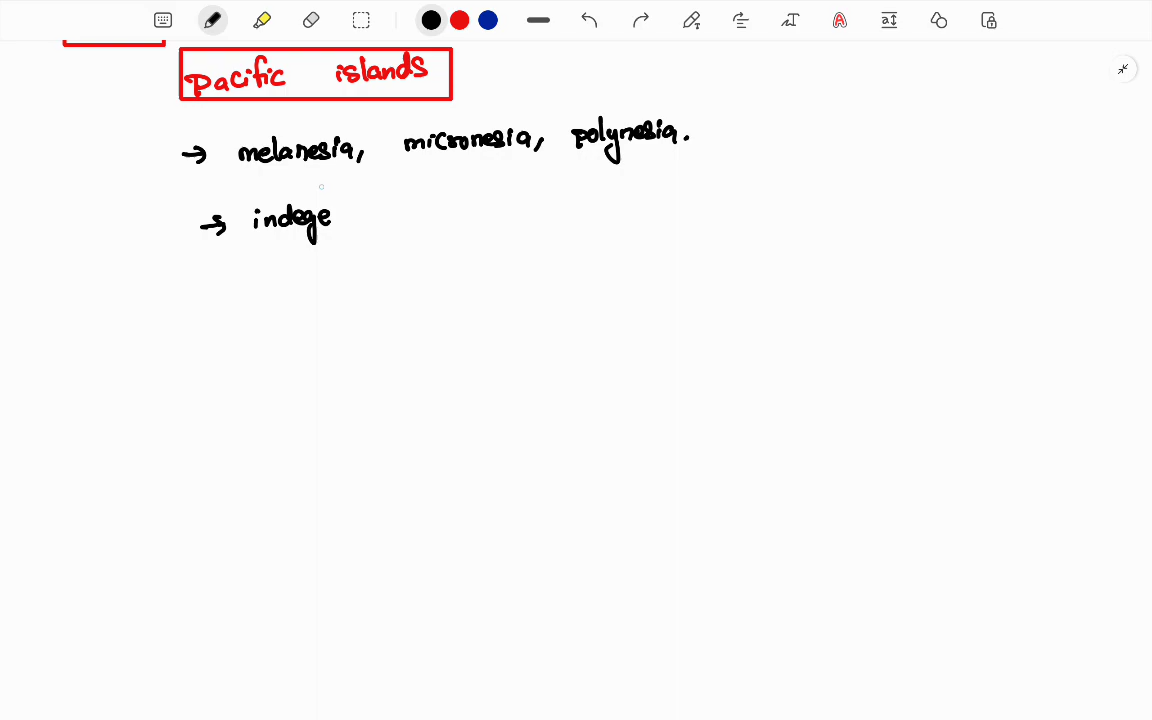 pacific islands
→ melanesia, micronesia, polynesia.
→ indege